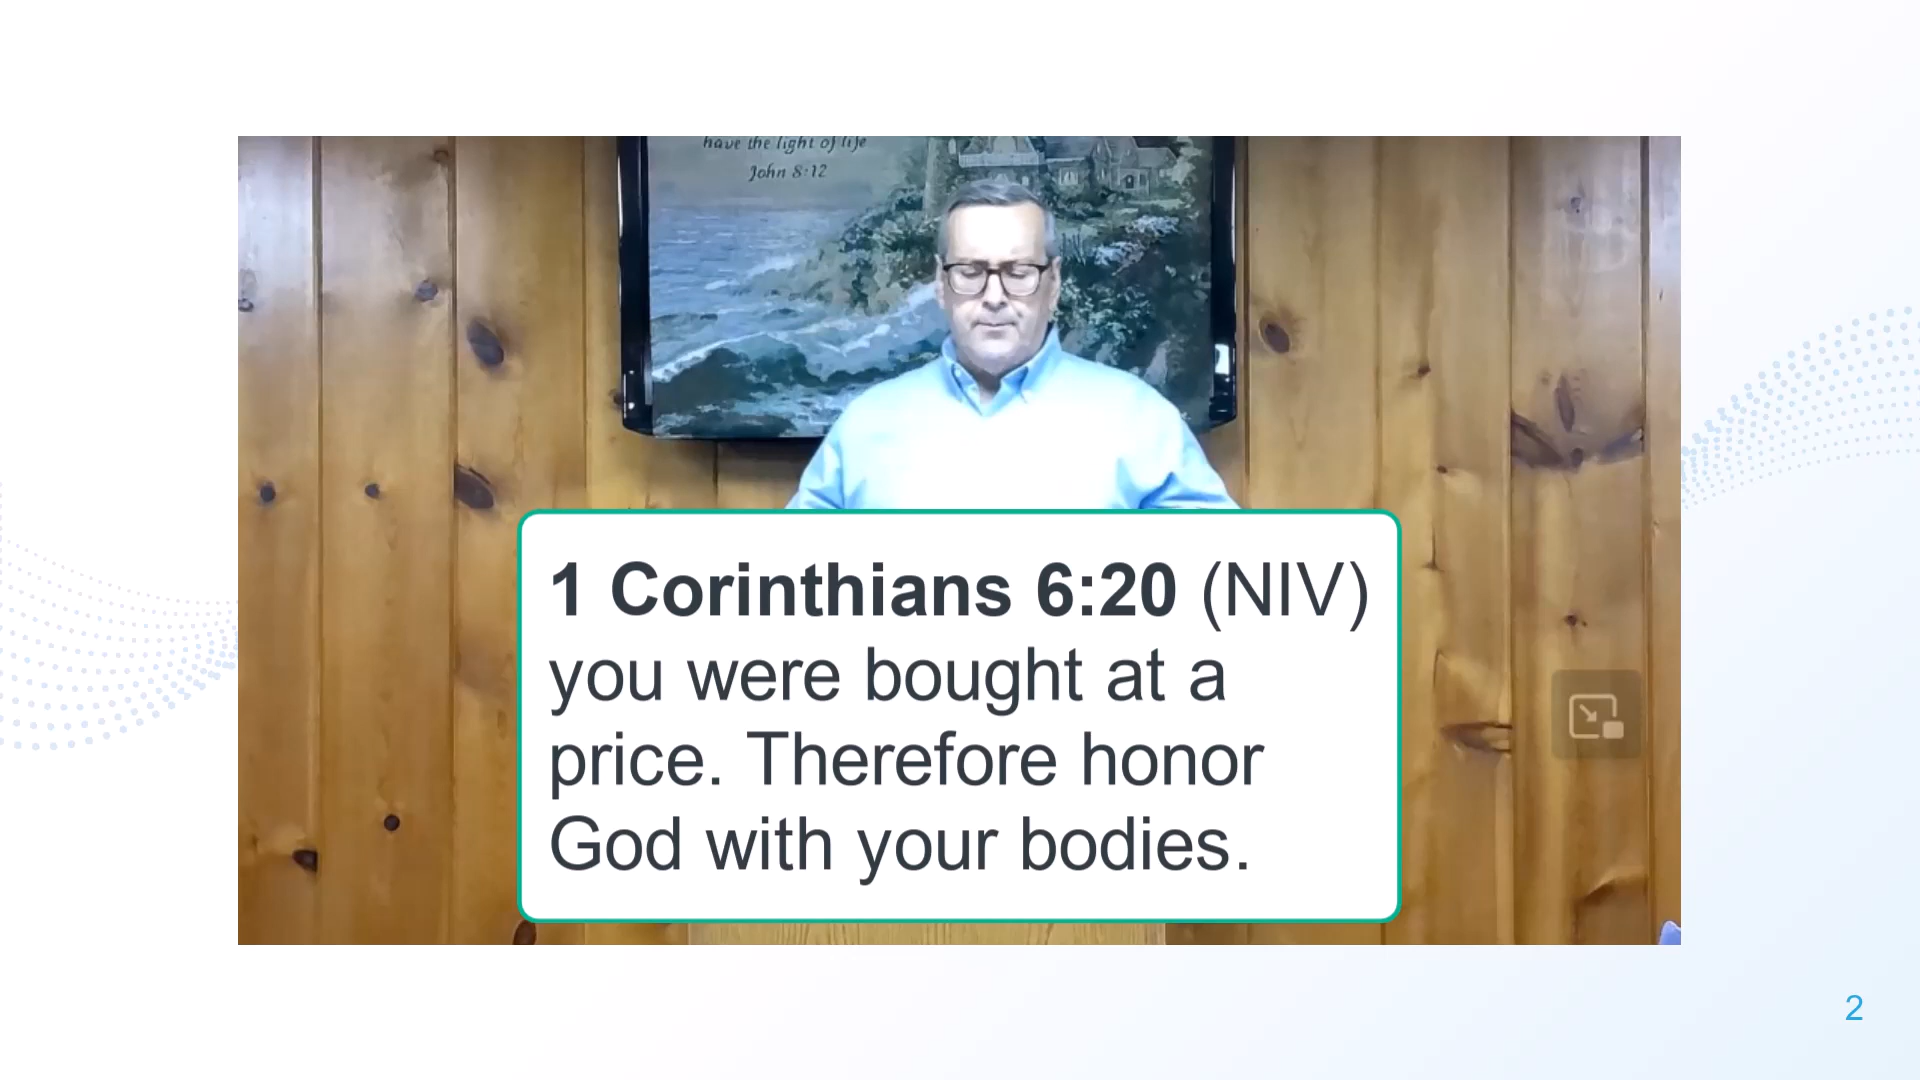 have the light of life
John 8:12
1 Corinthians 6:20 (NIV)
you were bought at a
price. Therefore honor
God with your bodies.
2